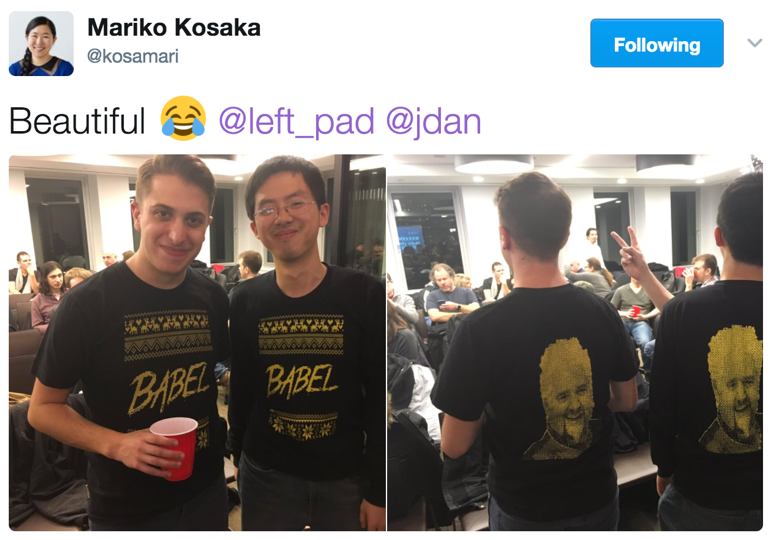 Mariko Kosaka
@kosamari
Following
Beautiful 😂 @left_pad @jdan
BABEL
BABEL